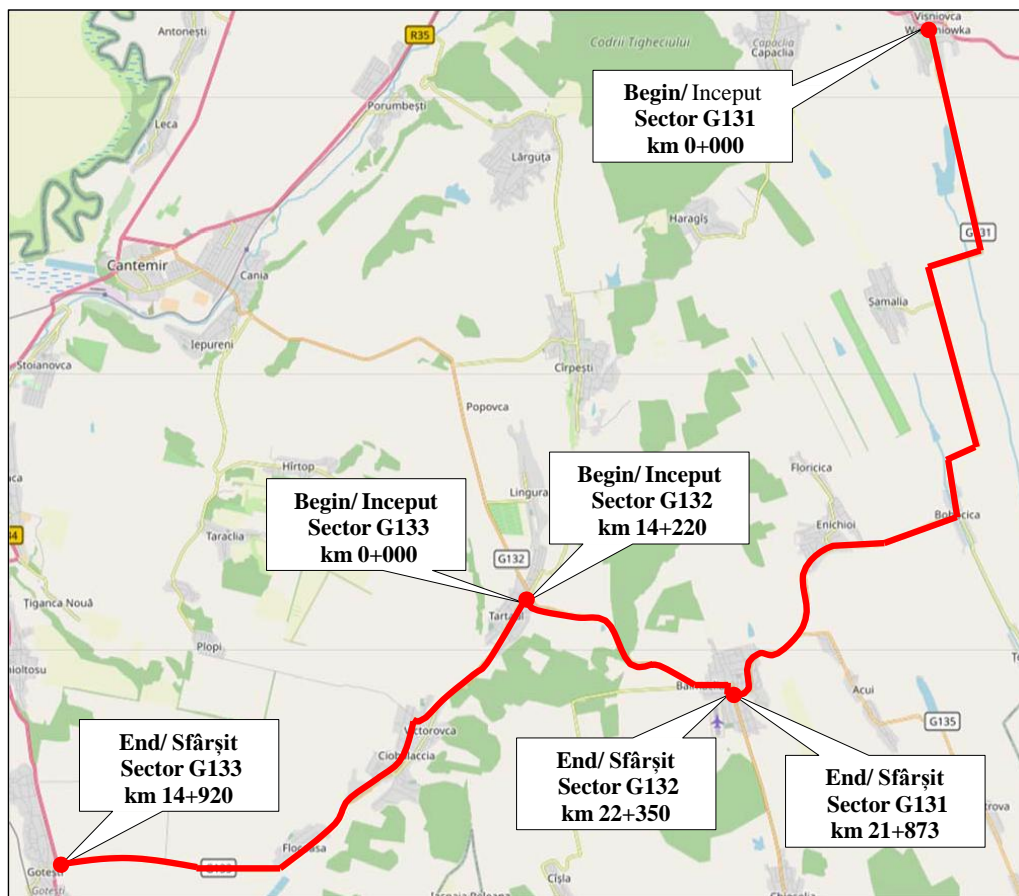 Antonești
R35
Codrii Tigheciului
Capaclia
Capaclia
Visniovca
Begin/ Inceput
Sector G131
km 0+000
Porumbești
Leca
Lărguța
Haragîș
Cantemir
Cania
Șamalia
Iepureni
Stoianovca
Cîrpești
Popovca
Hîrtop
Lingura
Floricica
Begin/ Inceput
Sector G133
km 0+000
Begin/ Inceput
Sector G132
km 14+220
Taraclia
Enichioi
G132
Țiganca Nouă
Plopi
Acui
G135
End/ Sfârșit
Sector G133
km 14+920
End/ Sfârșit
Sector G132
km 22+350
End/ Sfârșit
Sector G131
km 21+873
Gotești
Gotești
Cîșla